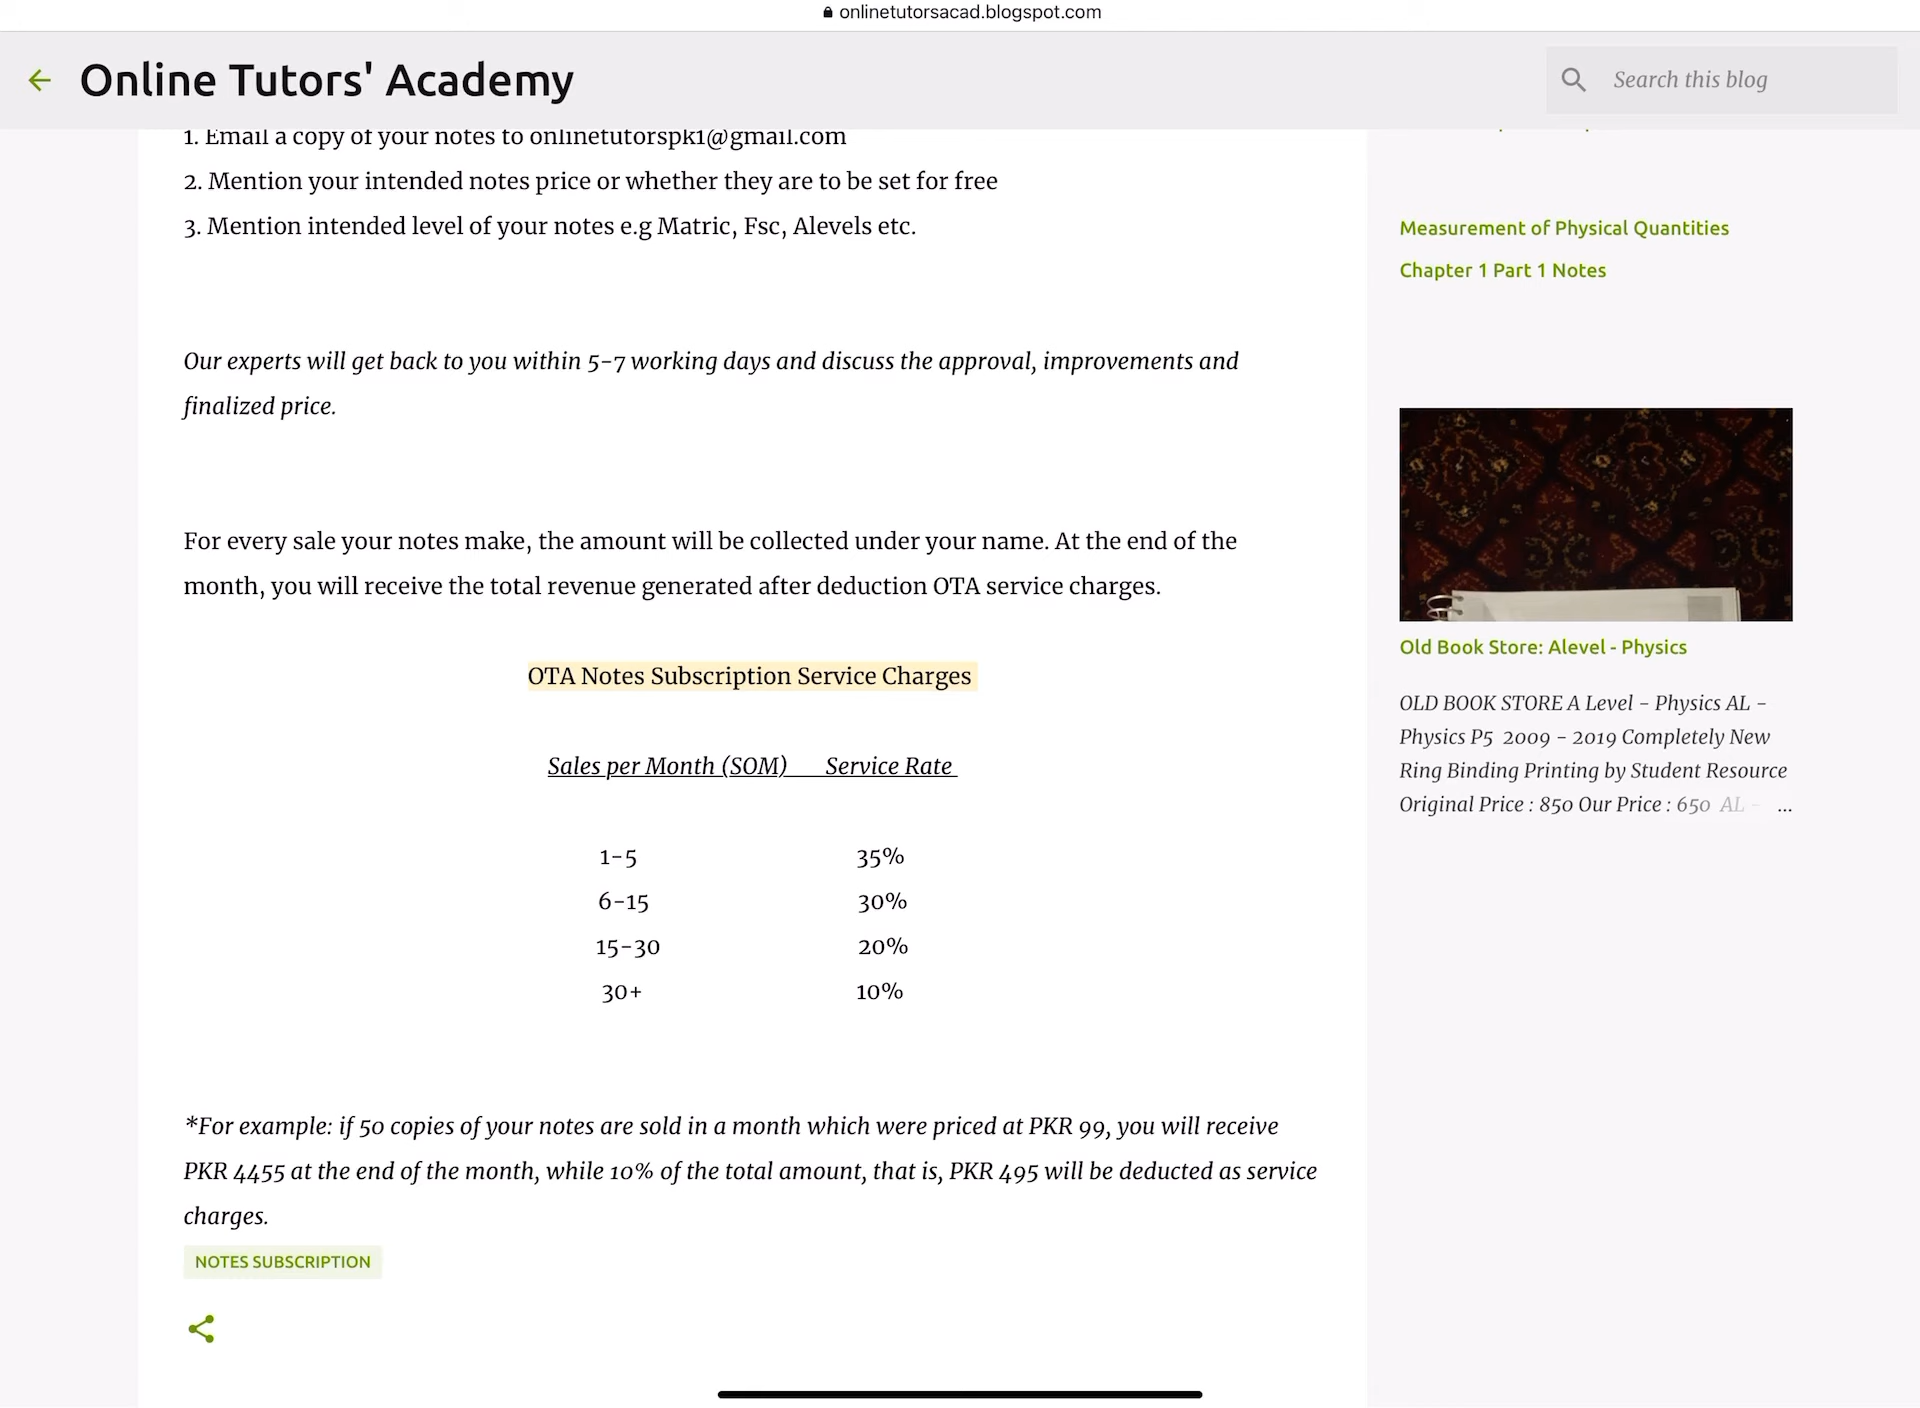 onlinetutorsacad.blogspot.com
Online Tutors' Academy
Search this blog
1. Email a copy of your notes to onlinetutorspk1@gmail.com
2. Mention your intended notes price or whether they are to be set for free
3. Mention intended level of your notes e.g Matric, Fsc, Alevels etc.
Our experts will get back to you within 5-7 working days and discuss the approval, improvements and
finalized price.
For every sale your notes make, the amount will be collected under your name. At the end of the
month, you will receive the total revenue generated after deduction OTA service charges.
OTA Notes Subscription Service Charges
Sales per Month (SOM) Service Rate
1-5 35%
6-15 30%
15-30 20%
30+ 10%
*For example: if 50 copies of your notes are sold in a month which were priced at PKR 99, you will receive
PKR 4455 at the end of the month, while 10% of the total amount, that is, PKR 495 will be deducted as service
charges.
NOTES SUBSCRIPTION
Measurement of Physical Quantities
Chapter 1 Part 1 Notes
Old Book Store: Alevel - Physics
OLD BOOK STORE A Level - Physics AL -
Physics P5 2009 - 2019 Completely New
Ring Binding Printing by Student Resource
Original Price : 850 Our Price : 650 AL - ...